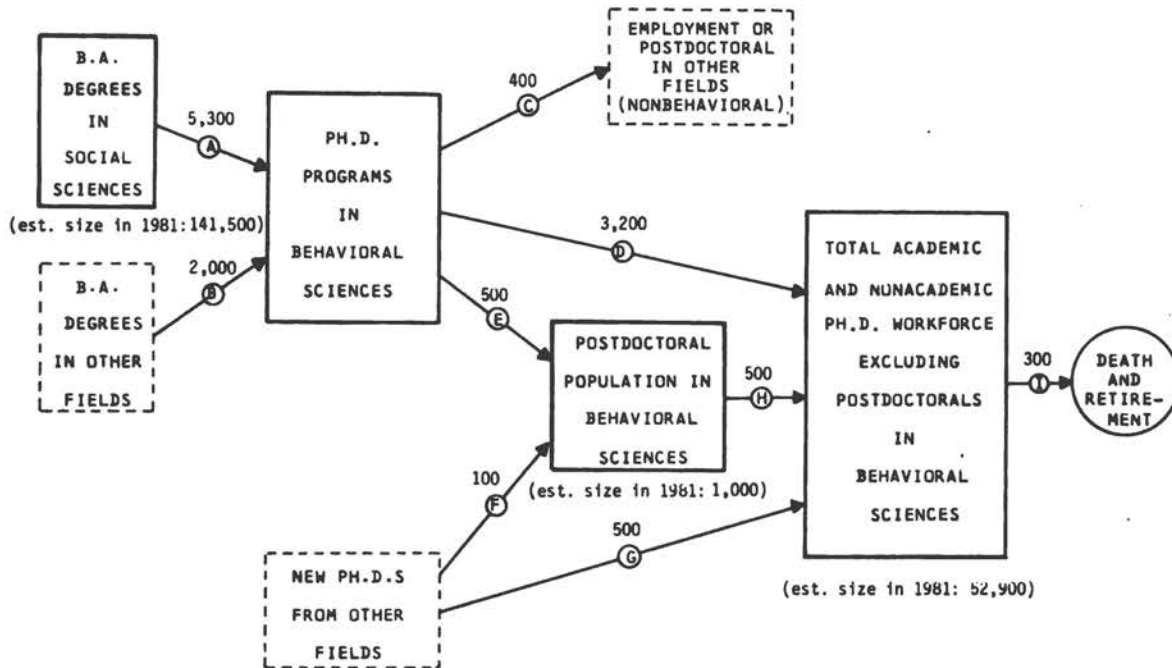 B.A.
DEGREES
IN
SOCIAL
SCIENCES
(est. size in 1981: 141,500)
5,300
A
B.A.
DEGREES
IN OTHER
FIELDS
2,000
B
PH.D.
PROGRAMS
IN
BEHAVIORAL
SCIENCES
400
C
EMPLOYMENT OR
POSTDOCTORAL
IN OTHER
FIELDS
(NONBEHAVIORAL)
3,200
D
500
E
POSTDOCTORAL
POPULATION IN
BEHAVIORAL
SCIENCES
(est. size in 1981: 1,000)
100
F
NEW PH.D.S
FROM OTHER
FIELDS
500
G
500
H
TOTAL ACADEMIC
AND NONACADEMIC
PH.D. WORKFORCE
EXCLUDING
POSTDOCTORALS
IN
BEHAVIORAL
SCIENCES
(est. size in 1981: 52,900)
300
I
DEATH
AND
RETIRE-
MENT